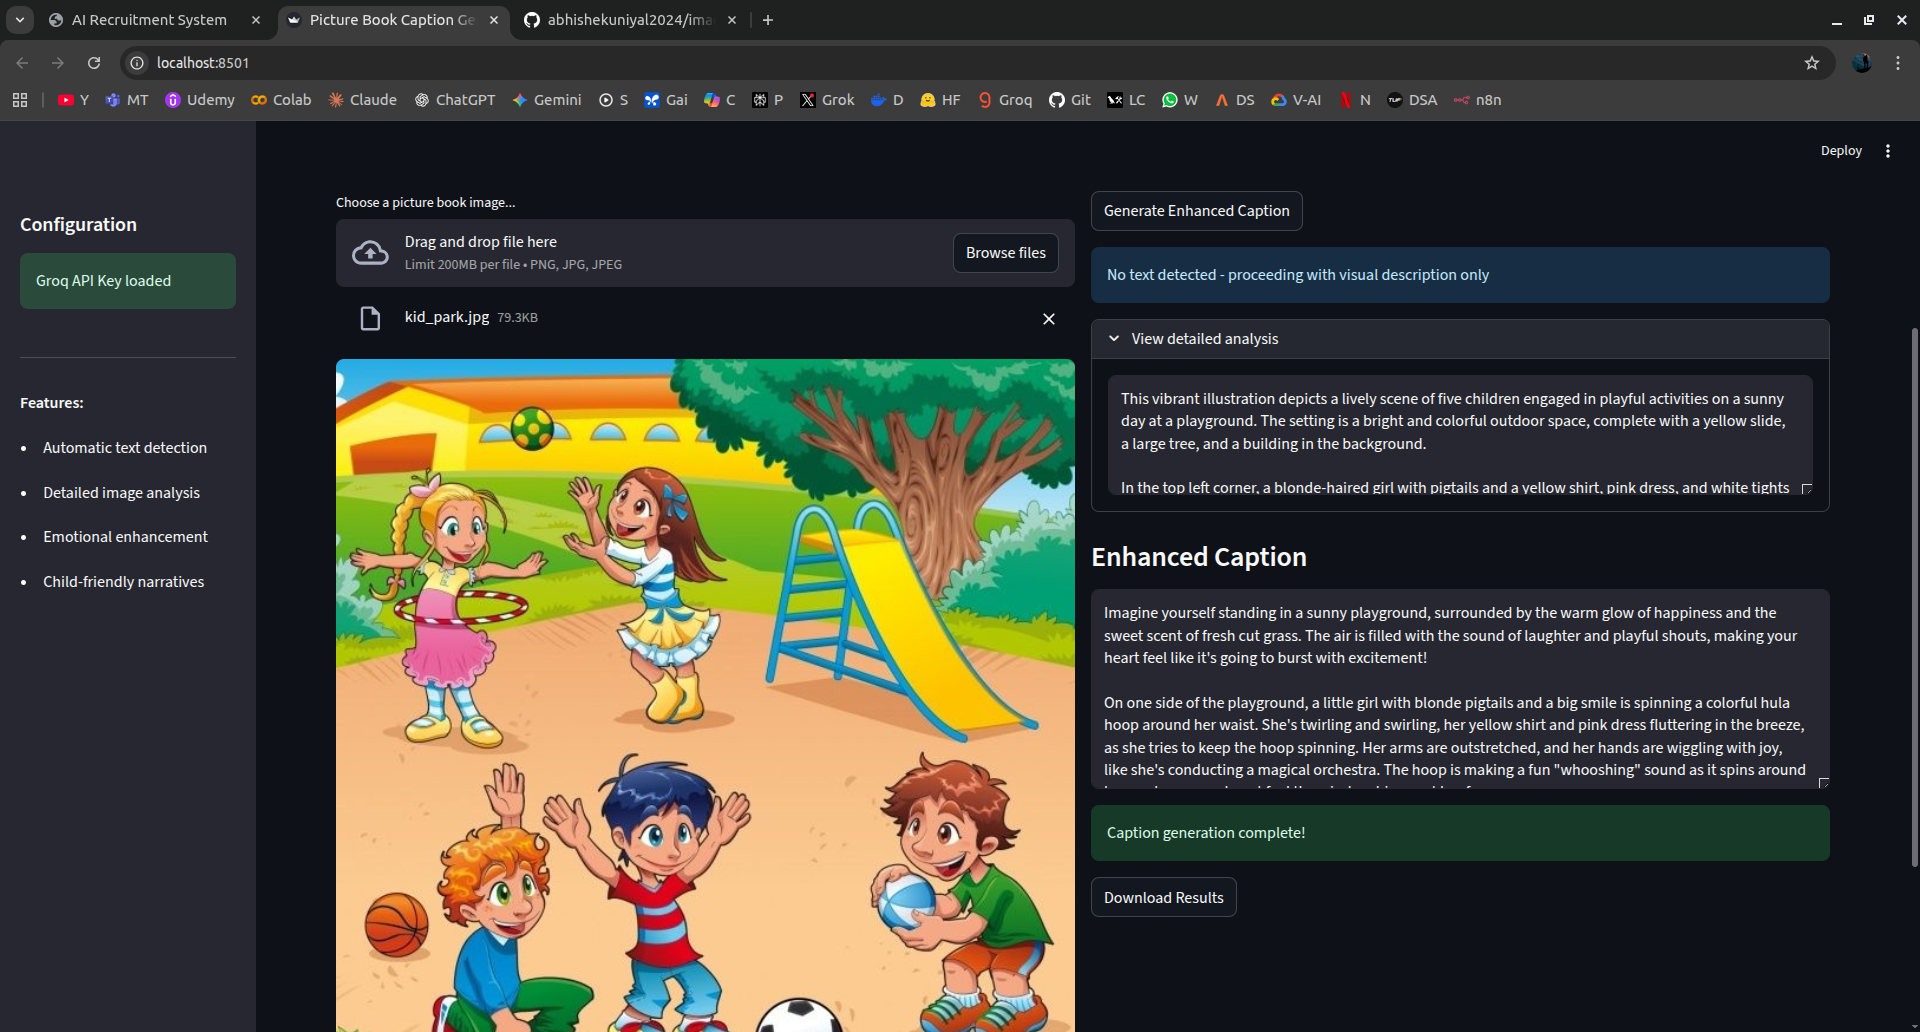 AI Recruitment System
Picture Book Caption Ge
abhishekuniyal2024/ima
localhost:8501
Y MT Udemy Colab Claude ChatGPT Gemini S Gai C P Grok D HF Groq Git LC W DS V-AI N DSA n8n
Deploy
Configuration
Groq API Key loaded
Features:
Automatic text detection
Detailed image analysis
Emotional enhancement
Child-friendly narratives
Choose a picture book image...
Drag and drop file here
Limit 200MB per file • PNG, JPG, JPEG
Browse files
kid_park.jpg 79.3KB
Generate Enhanced Caption
No text detected - proceeding with visual description only
View detailed analysis
This vibrant illustration depicts a lively scene of five children engaged in playful activities on a sunny
day at a playground. The setting is a bright and colorful outdoor space, complete with a yellow slide,
a large tree, and a building in the background.
In the top left corner, a blonde-haired girl with pigtails and a yellow shirt, pink dress, and white tights
Enhanced Caption
Imagine yourself standing in a sunny playground, surrounded by the warm glow of happiness and the
sweet scent of fresh cut grass. The air is filled with the sound of laughter and playful shouts, making your
heart feel like it's going to burst with excitement!
On one side of the playground, a little girl with blonde pigtails and a big smile is spinning a colorful hula
hoop around her waist. She's twirling and swirling, her yellow shirt and pink dress fluttering in the breeze,
as she tries to keep the hoop spinning. Her arms are outstretched, and her hands are wiggling with joy,
like she's conducting a magical orchestra. The hoop is making a fun "whooshing" sound as it spins around
Caption generation complete!
Download Results